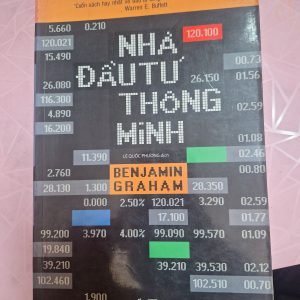 "Cuốn sách hay nhất về đầu tư
Warren E. Buffett
5.660 0.250 120.100
120.021 NHÀ 00.73
15.490 ĐẦU TƯ 26.150 01.56
26.080 THÔNG 02.59
116.300 MINH
4.890
16.200 01.08
LÊ QUỐC PHƯƠNG dịch
11.390 02.46
2.760 BENJAMIN 00.80
28.130 1.300 GRAHAM 28.350
0.000 2.50% 120.021 3.290 02.59
17.100 01.77
99.200 3.970 4.00% 99.090 99.570 01.09
19.840
39.210 39.210 39.530 02.12
102.460 102.510 00.70
1.900